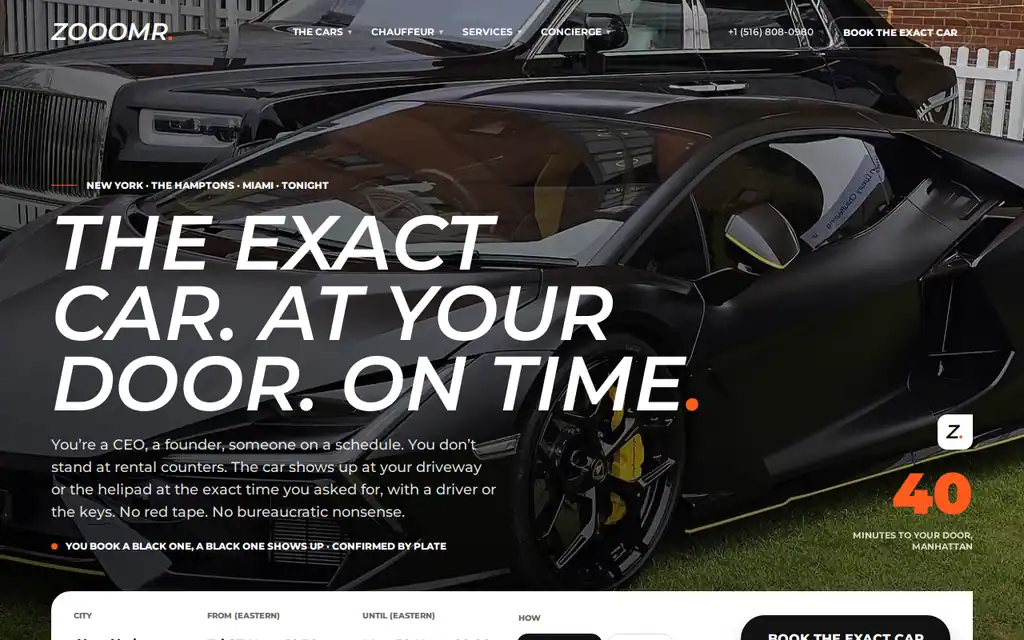 ZOOOMR.
THE CARS ▾ CHAUFFEUR ▾ SERVICES ▾ CONCIERGE ▾
+1 (516) 808-0980
BOOK THE EXACT CAR
NEW YORK · THE HAMPTONS · MIAMI · TONIGHT
THE EXACT
CAR. AT YOUR
DOOR. ON TIME.
You’re a CEO, a founder, someone on a schedule. You don’t
stand at rental counters. The car shows up at your driveway
or the helipad at the exact time you asked for, with a driver or
the keys. No red tape. No bureaucratic nonsense.
YOU BOOK A BLACK ONE, A BLACK ONE SHOWS UP · CONFIRMED BY PLATE
Z.
40
MINUTES TO YOUR DOOR,
MANHATTAN
CITY
FROM (EASTERN)
UNTIL (EASTERN)
HOW
BOOK THE EXACT CAR